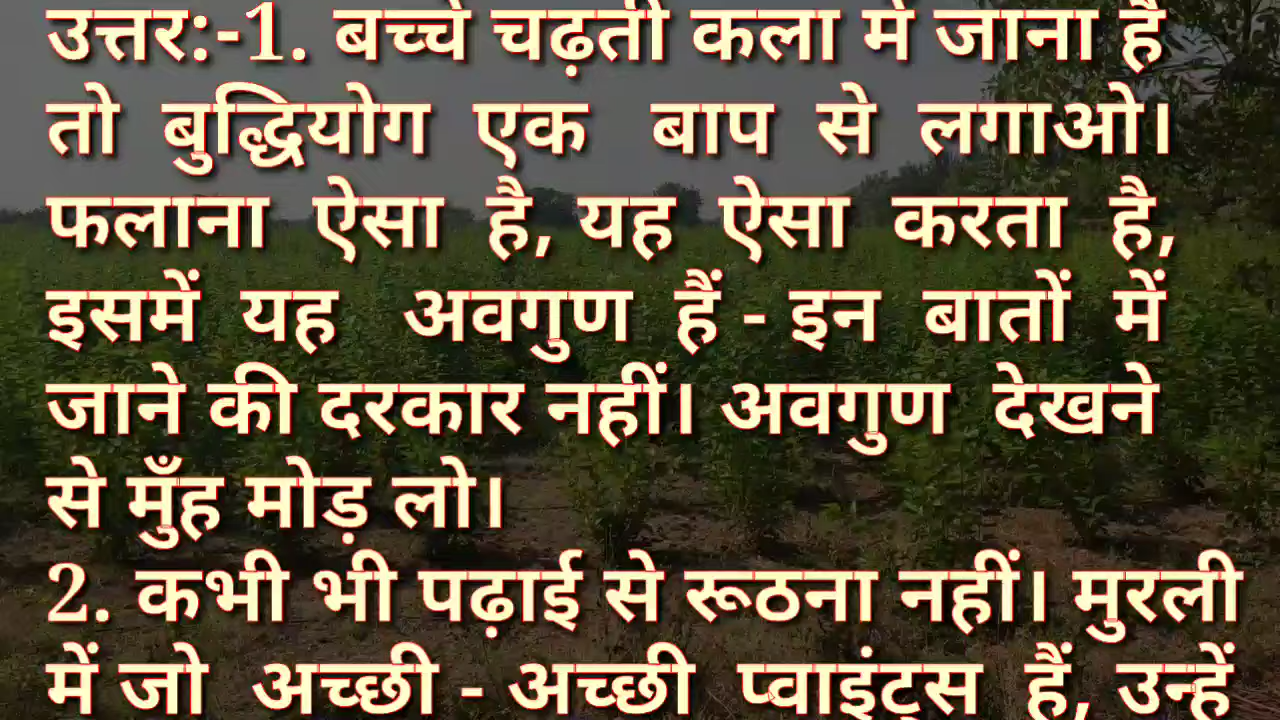 उत्तर:-1. बच्चे चढ़ती कला में जाना है
तो बुद्धियोग एक बाप से लगाओ।
फलाना ऐसा है, यह ऐसा करता है,
इसमें यह अवगुण हैं - इन बातों में
जाने की दरकार नहीं। अवगुण देखने
से मुँह मोड़ लो।
2. कभी भी पढ़ाई से रूठना नहीं। मुरली
में जो अच्छी - अच्छी प्वाइंट्स हैं, उन्हें